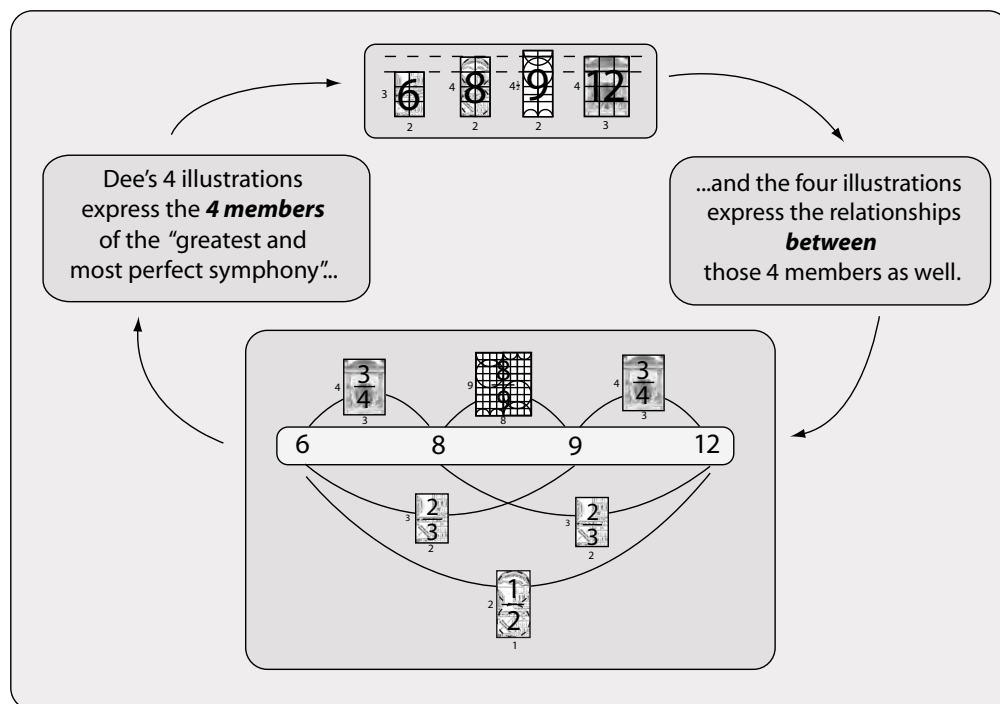 6 8 9 12
3 4 4½ 4
2 2 2 3
Dee's 4 illustrations
express the 4 members
of the "greatest and
most perfect symphony"...
...and the four illustrations
express the relationships
between
those 4 members as well.
4 3/4 3
9 8/9 8
4 3/4 3
6 8 9 12
3 2/3 2
3 2/3 2
2 1/2 1